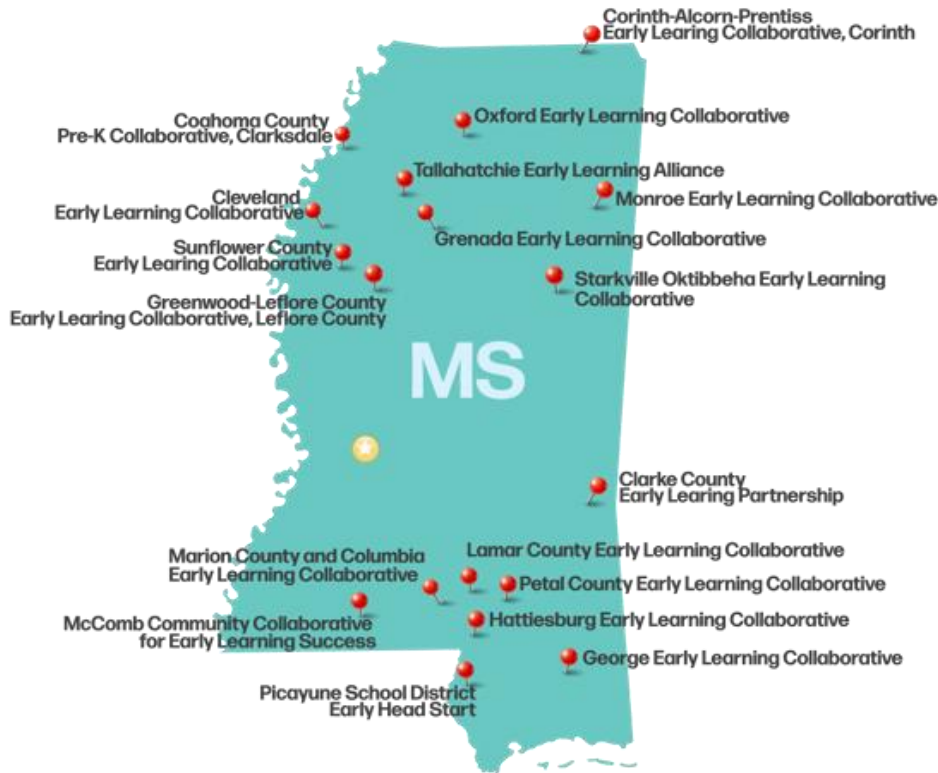 Corinth-Alcorn-Prentiss
Early Learing Collaborative, Corinth
Coahoma County
Pre-K Collaborative, Clarksdale
Oxford Early Learning Collaborative
Tallahatchie Early Learning Alliance
Cleveland
Early Learning Collaborative
Monroe Early Learning Collaborative
Grenada Early Learning Collaborative
Sunflower County
Early Learing Collaborative
Starkville Oktibbeha Early Learning
Collaborative
Greenwood-Leflore County
Early Learing Collaborative, Leflore County
MS
Clarke County
Early Learing Partnership
Marion County and Columbia
Early Learning Collaborative
Lamar County Early Learning Collaborative
Petal County Early Learning Collaborative
McComb Community Collaborative
for Early Learning Success
Hattiesburg Early Learning Collaborative
George Early Learning Collaborative
Picayune School District
Early Head Start